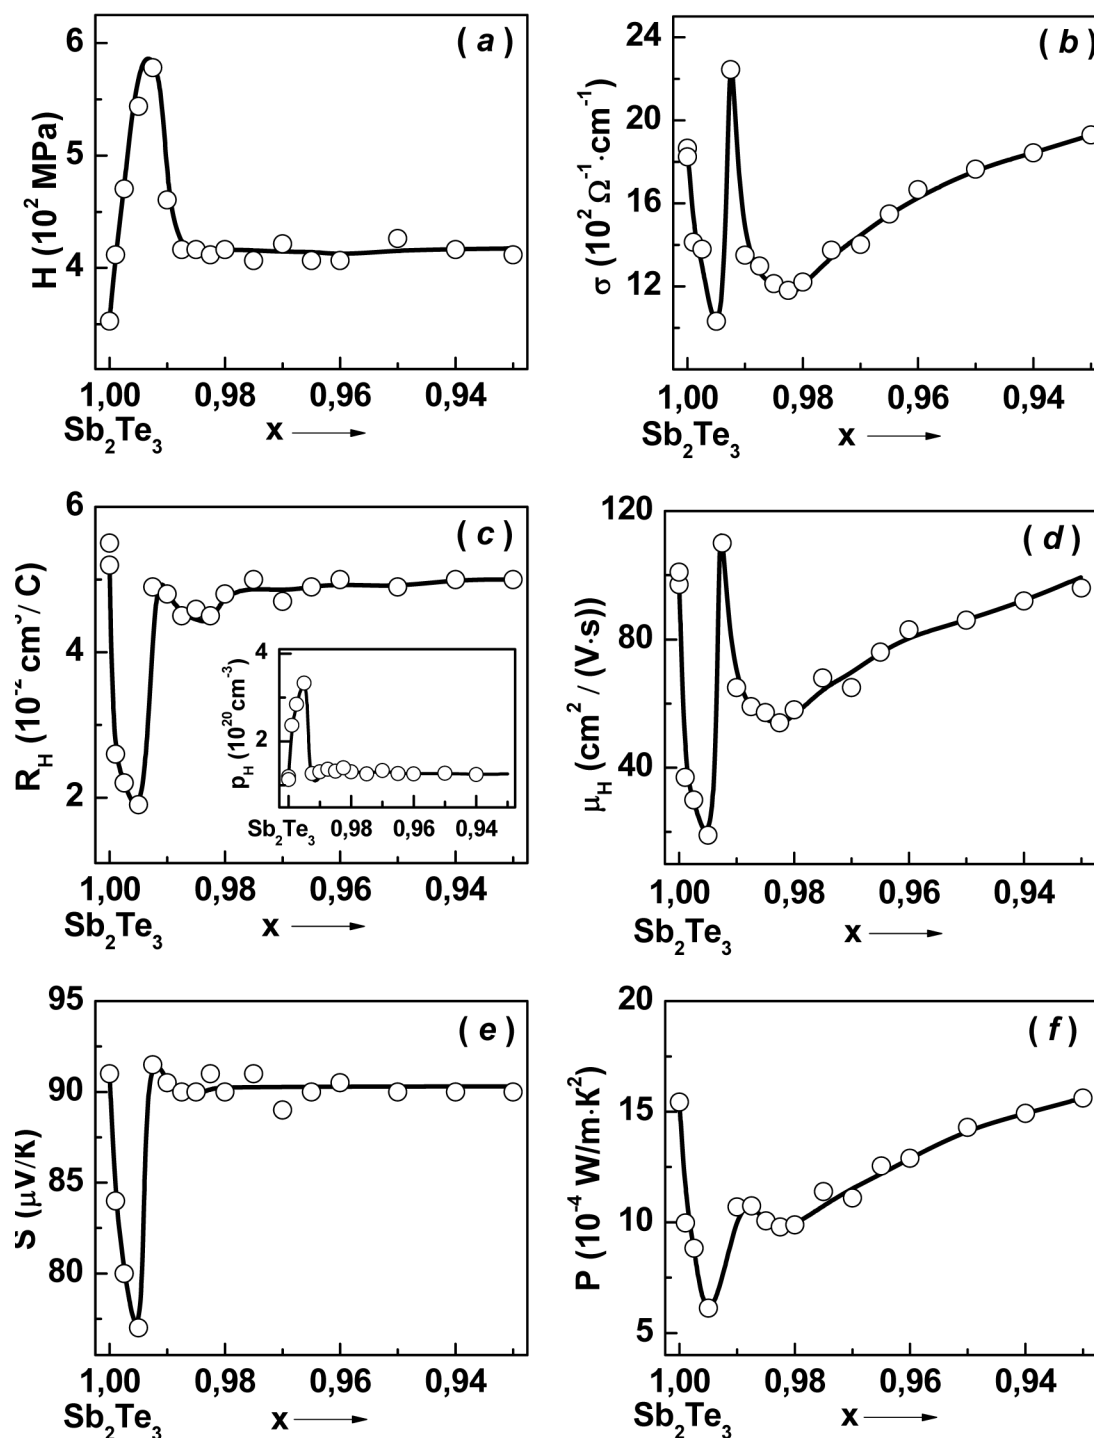 ( a )
H (10² MPa)
6
5
4
1,00 0,98 0,96 0,94
Sb₂Te₃ x
( b )
σ (10² Ω⁻¹·cm⁻¹)
24
20
16
12
1,00 0,98 0,96 0,94
Sb₂Te₃ x
( c )
R_H (10⁻² cm³/ C)
6
4
2
p_H (10²⁰cm⁻³)
4
2
Sb₂Te₃ 0,98 0,96 0,94
1,00 0,98 0,96 0,94
Sb₂Te₃ x
( d )
μ_H (cm² / (V·s))
120
80
40
1,00 0,98 0,96 0,94
Sb₂Te₃ x
( e )
S (μV/K)
95
90
85
80
1,00 0,98 0,96 0,94
Sb₂Te₃ x
( f )
P (10⁻⁴ W/m·K²)
20
15
10
5
1,00 0,98 0,96 0,94
Sb₂Te₃ x